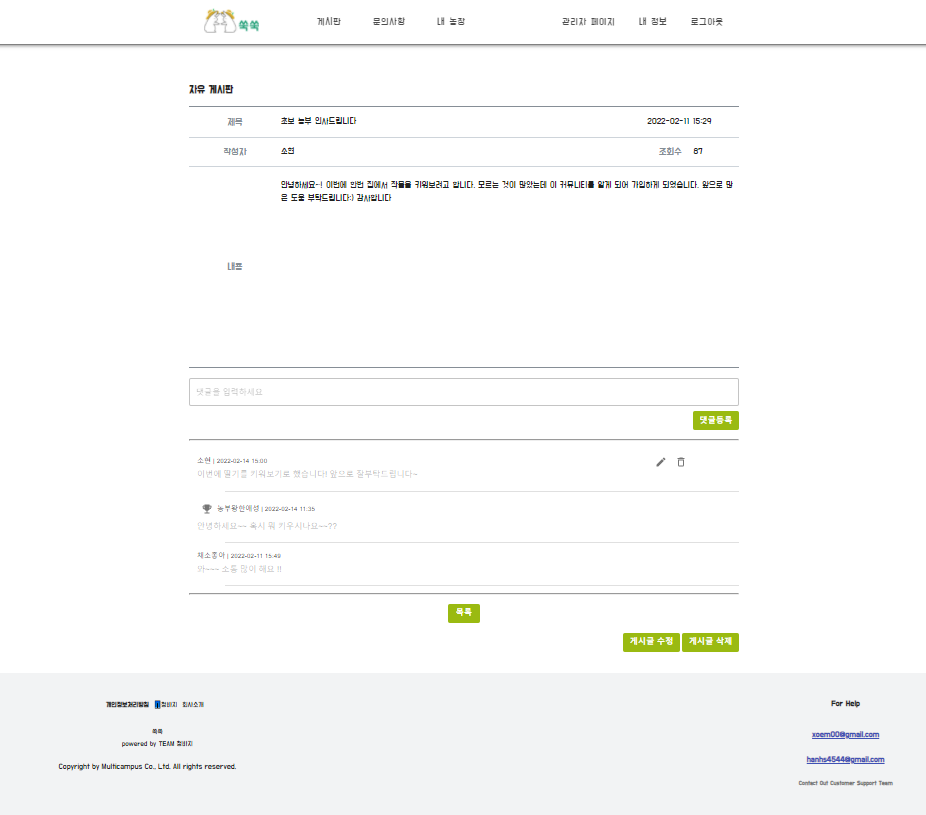 쑥쑥
게시판 문의사항 내 농장 관리자 페이지 내 정보 로그아웃
자유 게시판
제목 초보 농부 인사드립니다 2022-02-11 15:29
작성자 소현 조회수 87
안녕하세요~! 이번에 한번 집에서 작물을 키워보려고 합니다. 모르는 것이 많았는데 이 커뮤니티를 알게 되어 가입하게 되었습니다. 앞으로 많
은 도움 부탁드립니다:) 감사합니다
내용
댓글을 입력하세요
댓글등록
소현 | 2022-02-14 15:00
이번에 딸기를 키워보기로 했습니다! 앞으로 잘부탁드립니다~
농부왕한예성 | 2022-02-14 11:35
안녕하세요~~ 혹시 뭐 키우시나요~~??
채소좋아 | 2022-02-11 15:49
와~~~ 소통 많이 해요 !!
목록
게시글 수정 게시글 삭제
개인정보처리방침 회사소개
쑥쑥
powered by TEAM
Copyright by Multicampus Co., Ltd. All rights reserved.
For Help
xoem00@gmail.com
hanhs4544@gmail.com
Contact Out Customer Support Team